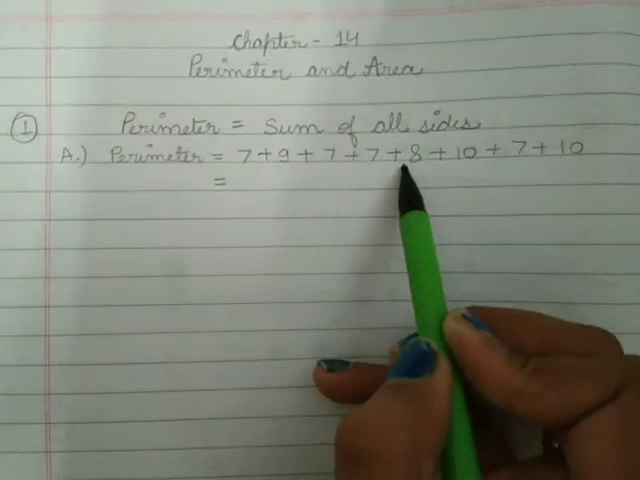 Chapter - 14
Perimeter and Area
① Perimeter = Sum of all sides
A.) Perimeter = 7 + 9 + 7 + 7 + 8 + 10 + 7 + 10
=